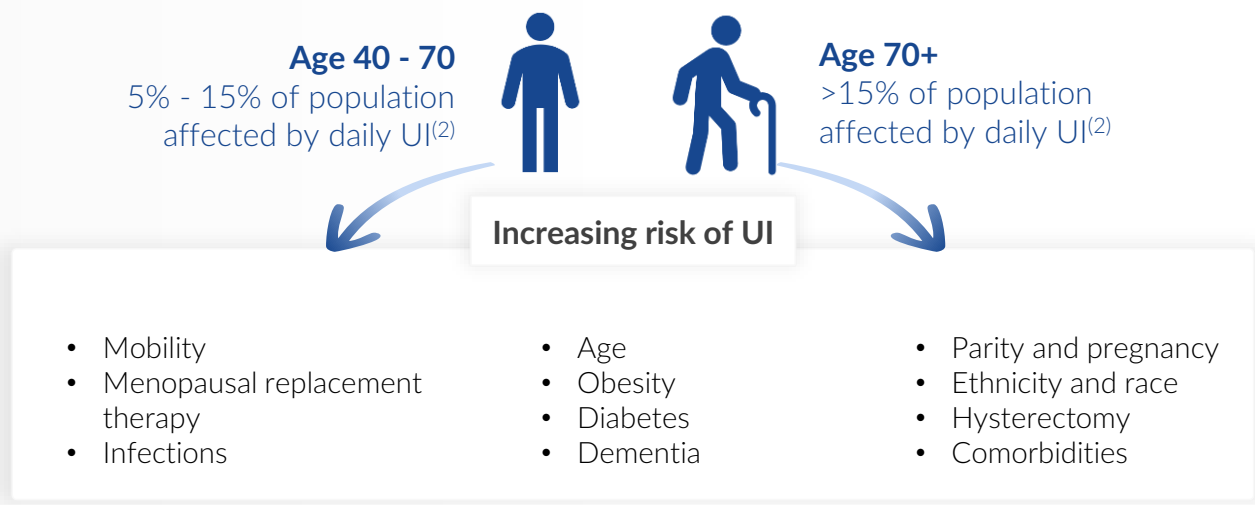 Age 40 - 70
5% - 15% of population
affected by daily UI(2)
Age 70+
>15% of population
affected by daily UI(2)
Increasing risk of UI
• Mobility
• Menopausal replacement
therapy
• Infections
• Age
• Obesity
• Diabetes
• Dementia
• Parity and pregnancy
• Ethnicity and race
• Hysterectomy
• Comorbidities